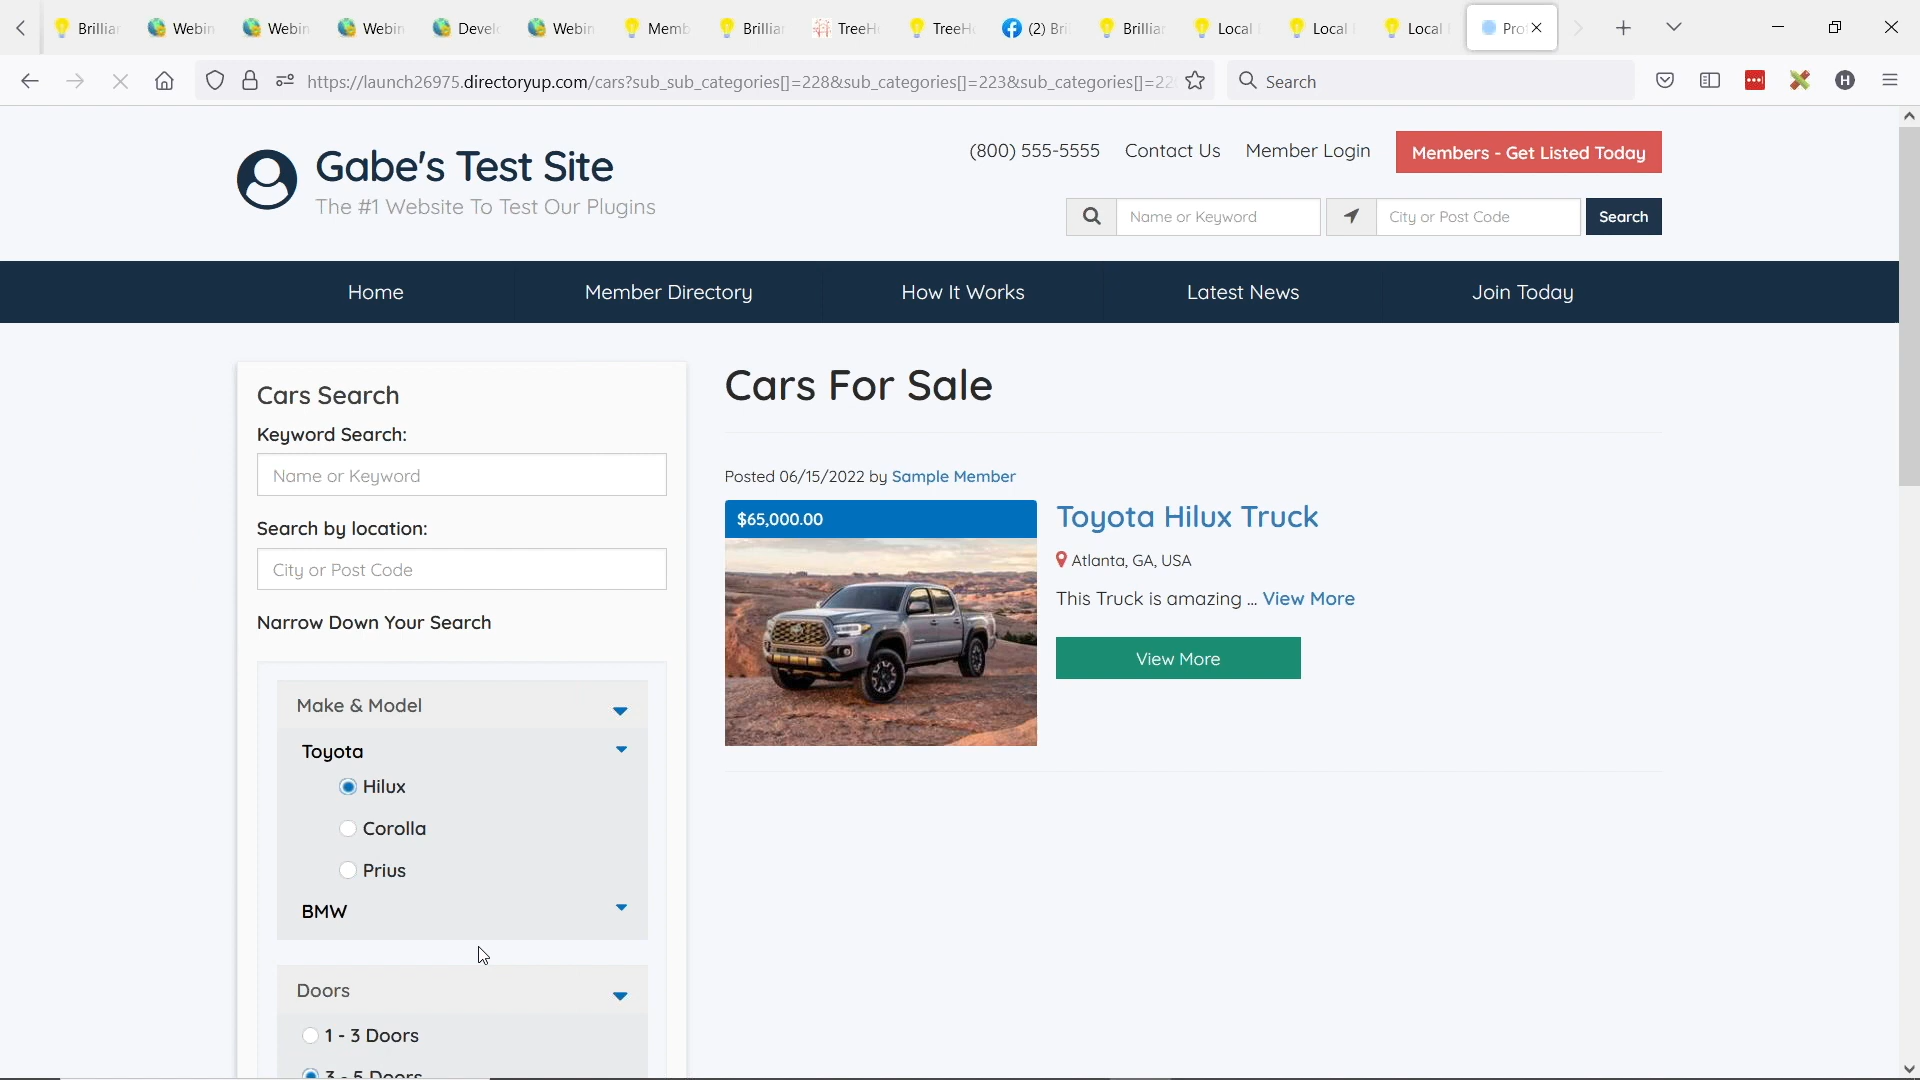 Brillia Webin Webin Webin Devel Webin Memb Brillia TreeH TreeH (2) Bri Brillia Local Local Local Pro
https://launch26975.directoryup.com/cars?sub_sub_categories[]=228&sub_categories[]=223&sub_categories[]=22
Search
H
Gabe's Test Site
The #1 Website To Test Our Plugins
(800) 555-5555 Contact Us Member Login Members - Get Listed Today
Name or Keyword City or Post Code Search
Home Member Directory How It Works Latest News Join Today
Cars Search
Keyword Search:
Name or Keyword
Search by location:
City or Post Code
Narrow Down Your Search
Make & Model
Toyota
Hilux
Corolla
Prius
BMW
Doors
1 - 3 Doors
3 - 5 Doors
Cars For Sale
Posted 06/15/2022 by Sample Member
$65,000.00
Toyota Hilux Truck
Atlanta, GA, USA
This Truck is amazing ... View More
View More